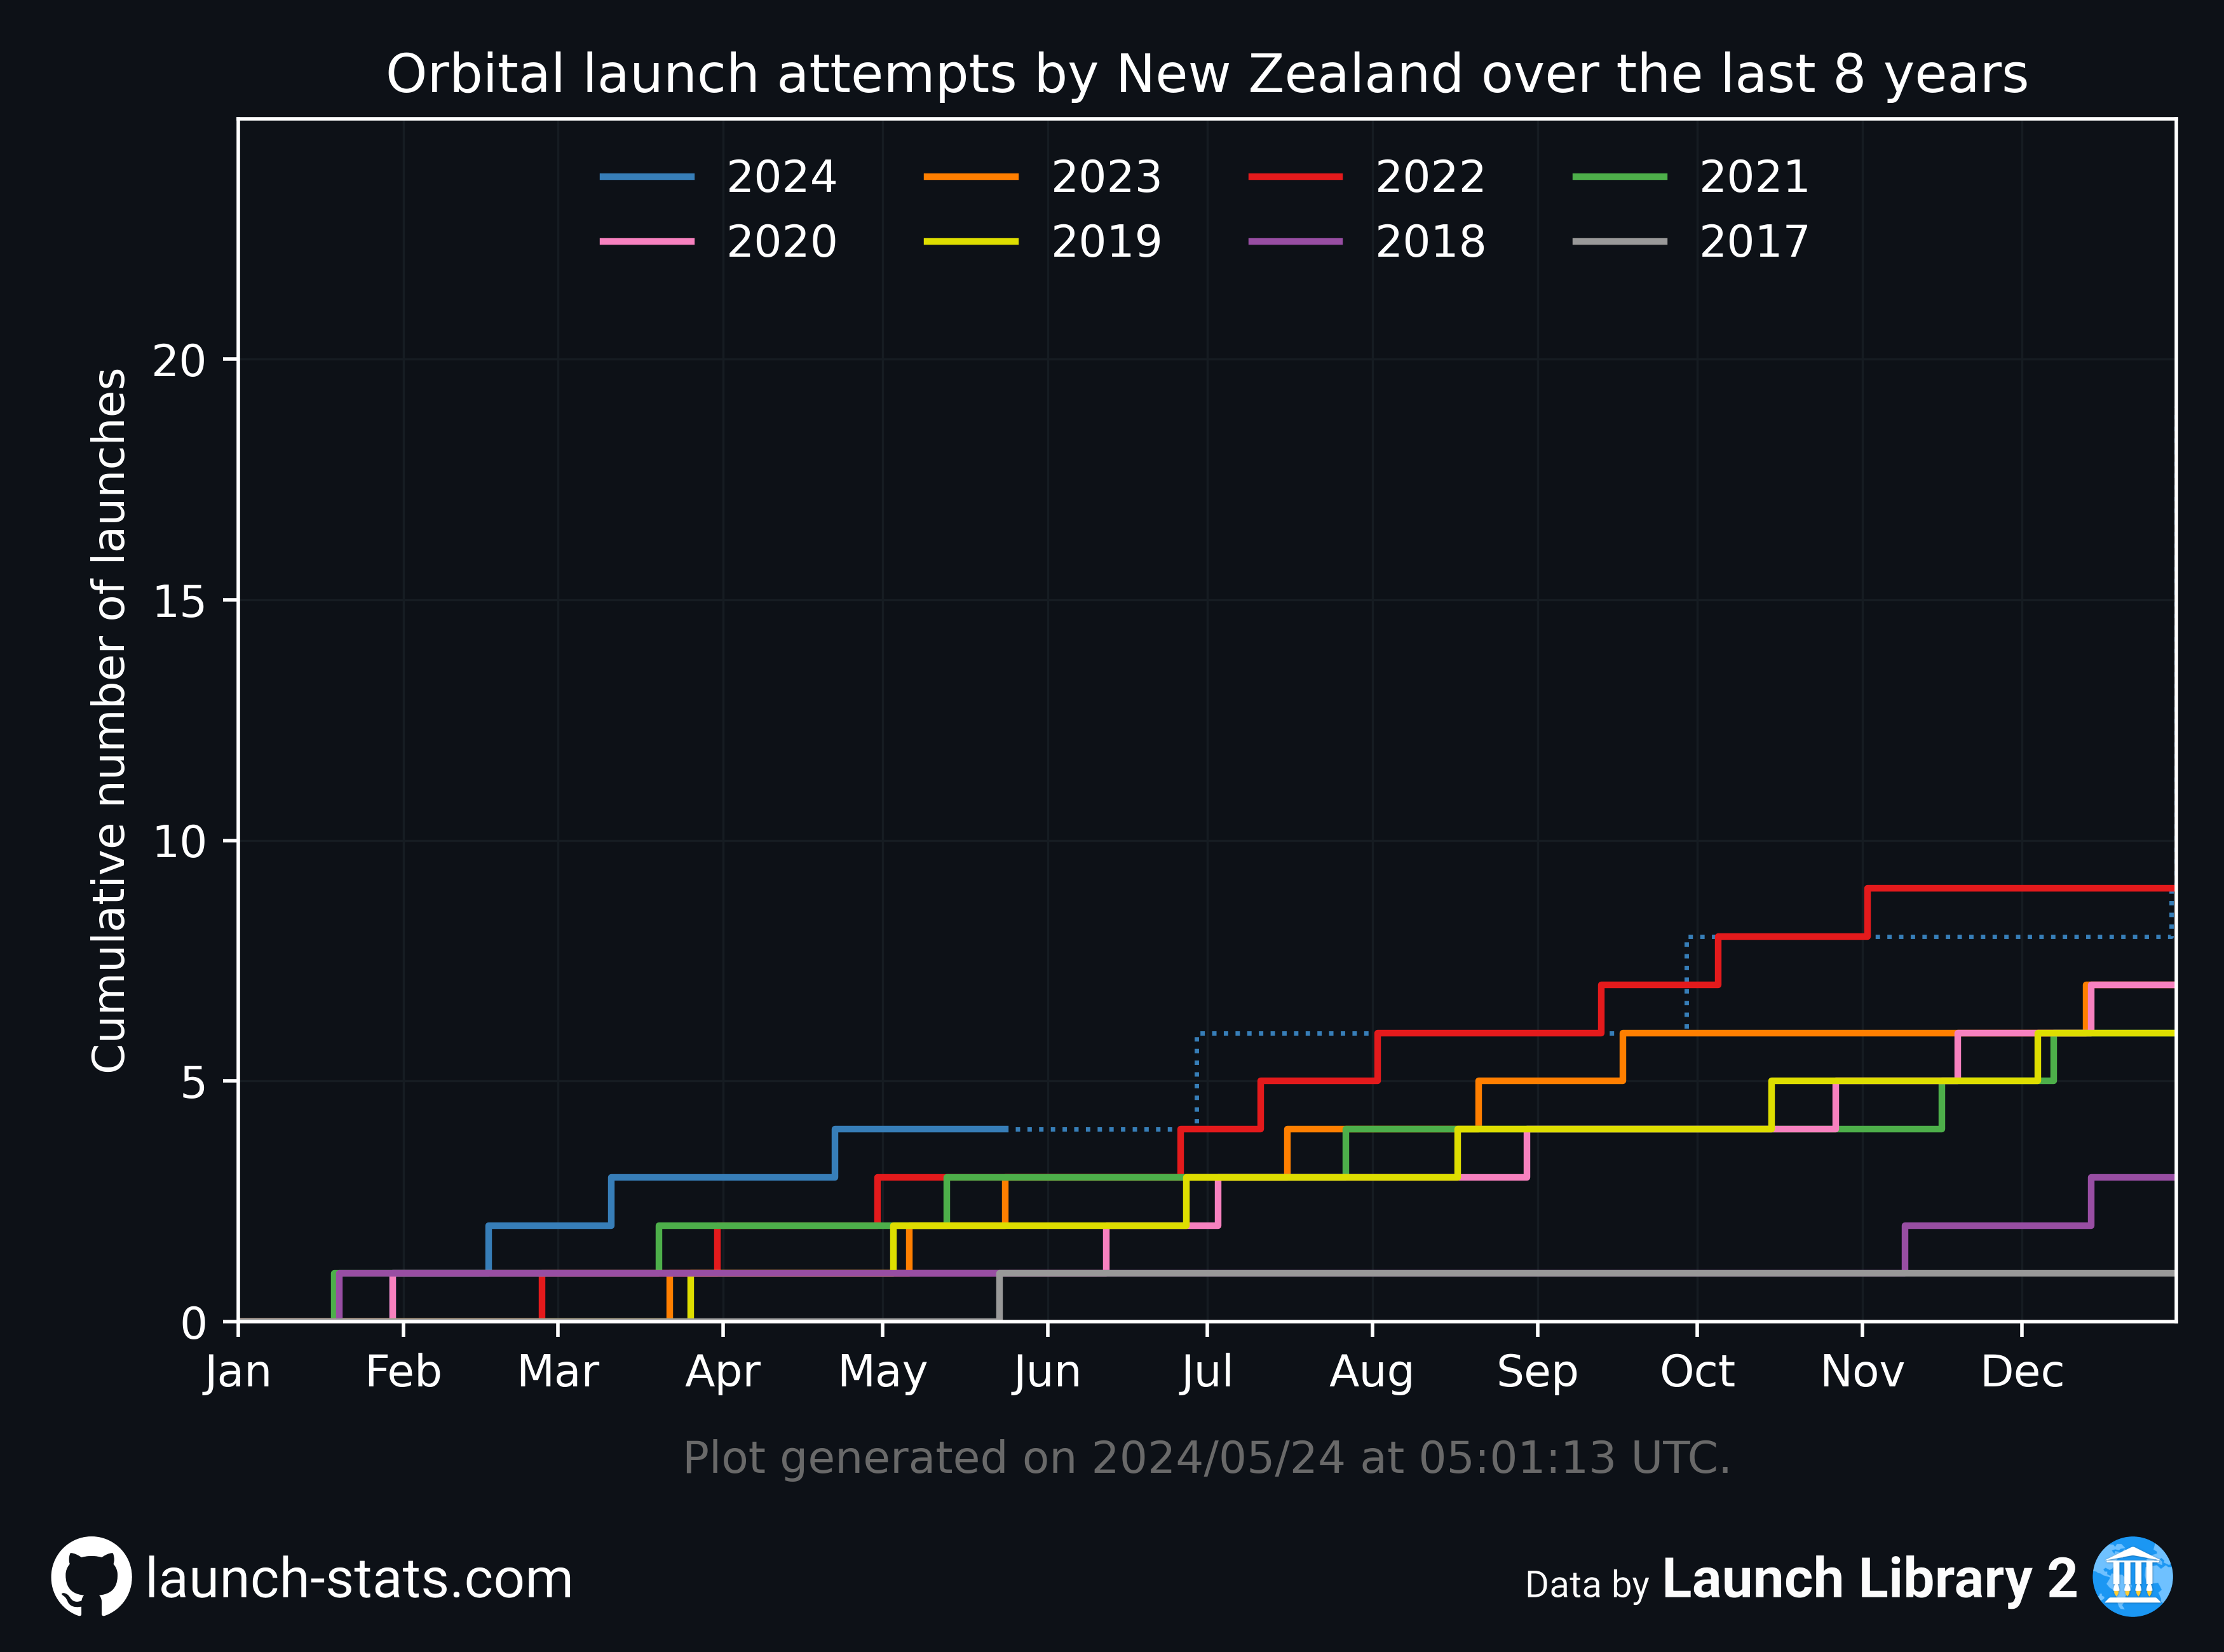 Orbital launch attempts by New Zealand over the last 8 years
2024 2023 2022 2021
2020 2019 2018 2017
Cumulative number of launches
20
15
10
5
0
Jan Feb Mar Apr May Jun Jul Aug Sep Oct Nov Dec
Plot generated on 2024/05/24 at 05:01:13 UTC.
launch-stats.com
Data by Launch Library 2